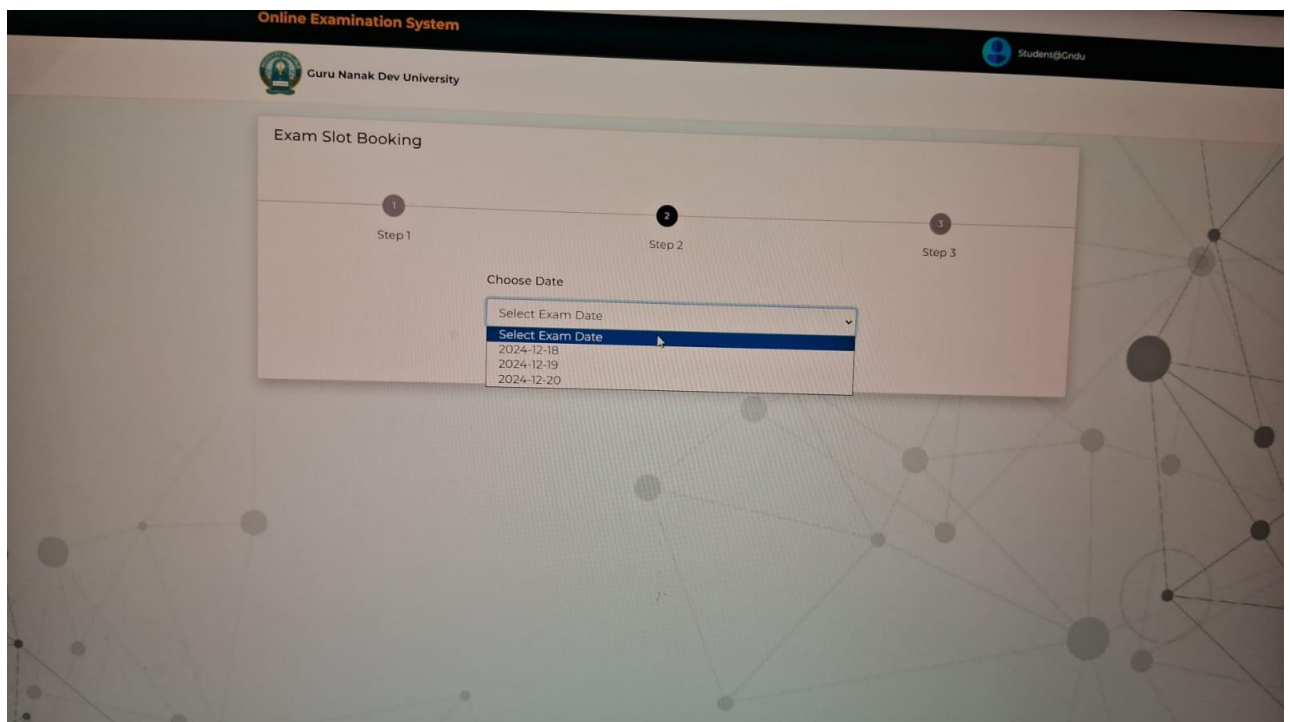 Online Examination System
Student@Gndu
Guru Nanak Dev University
Exam Slot Booking
1
2
3
Step 1
Step 2
Step 3
Choose Date
Select Exam Date
Select Exam Date
2024-12-18
2024-12-19
2024-12-20